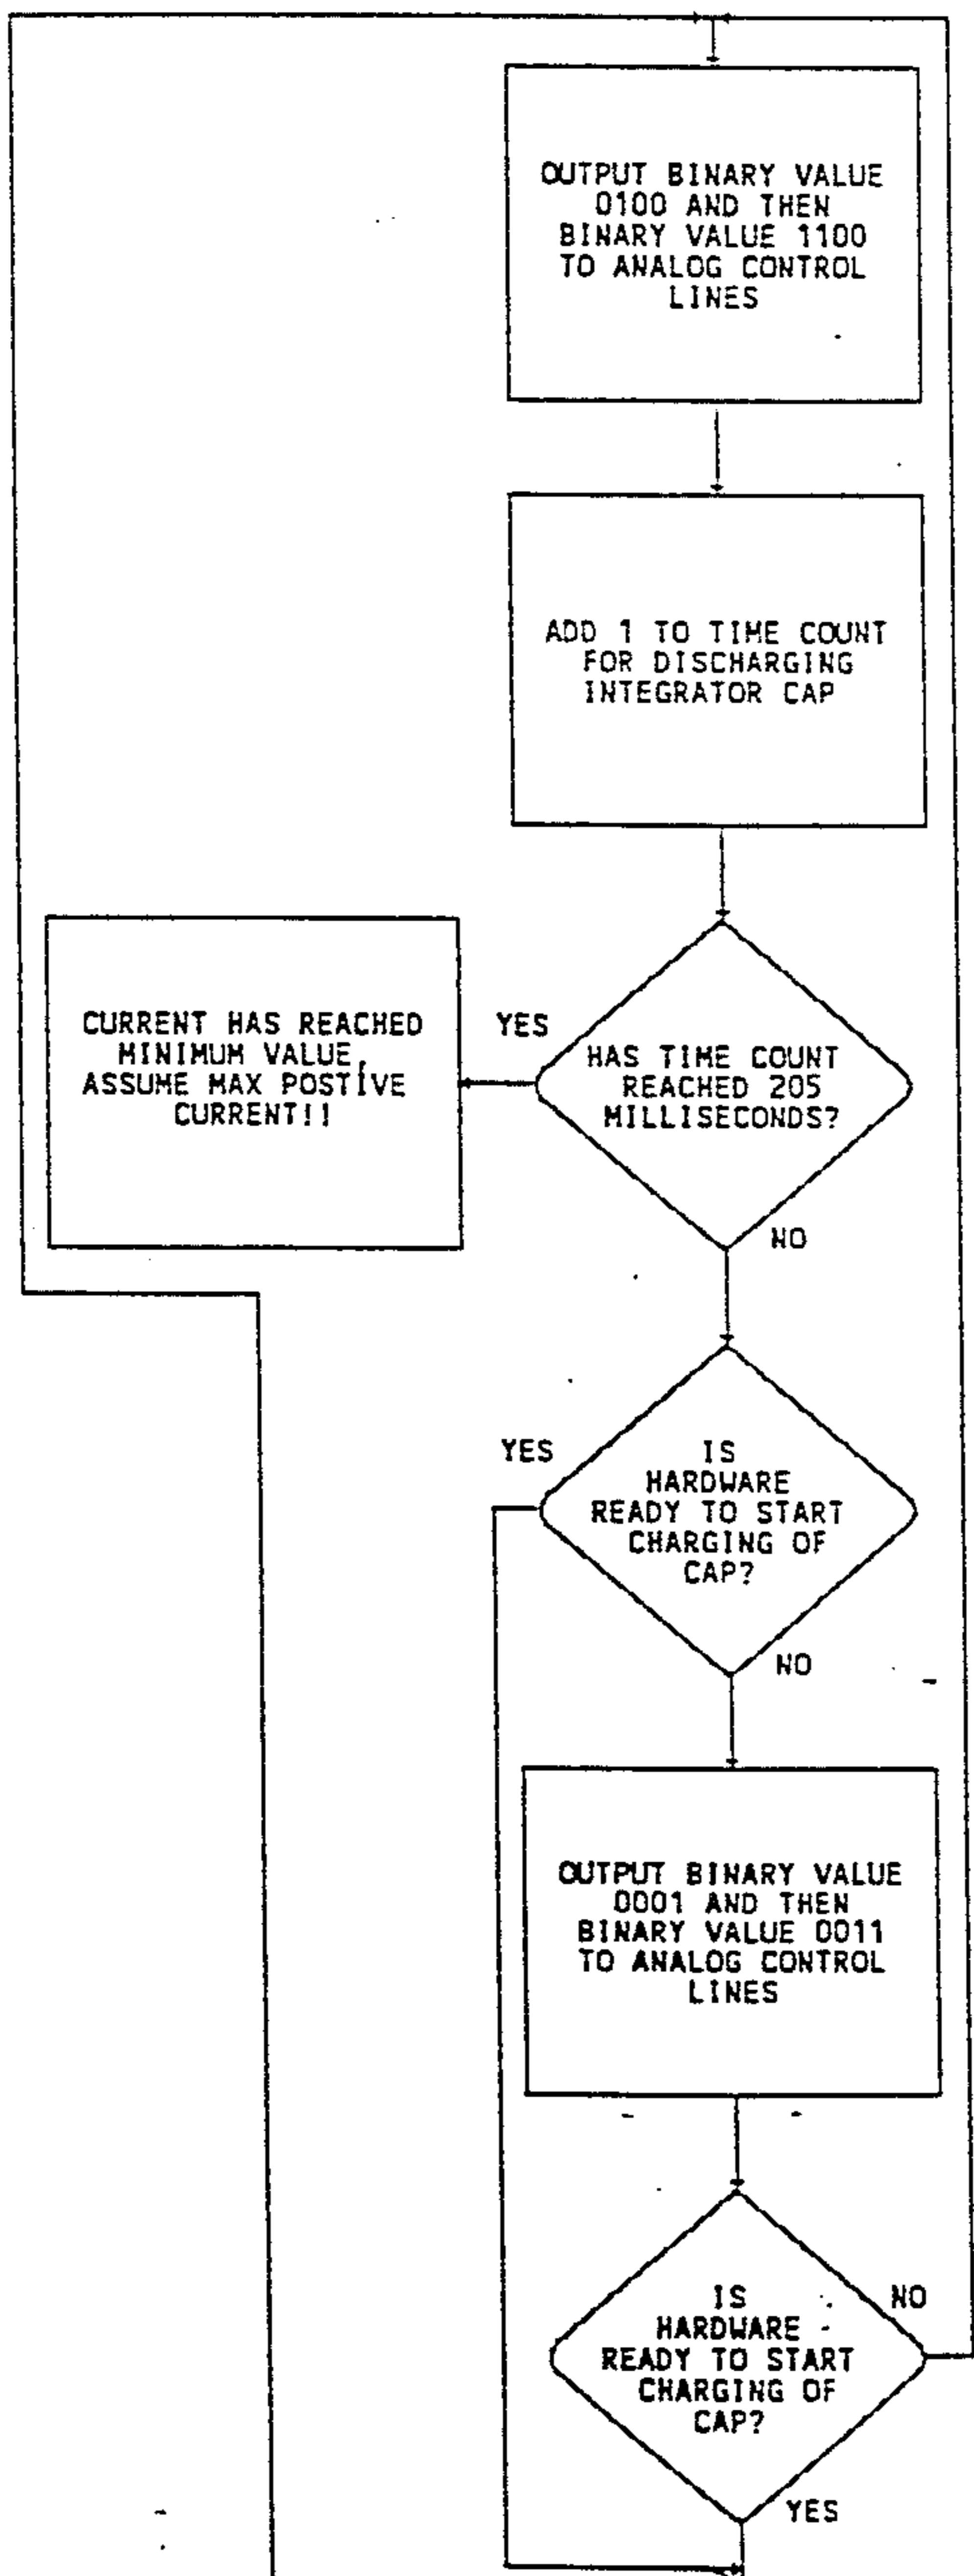 OUTPUT BINARY VALUE
0100 AND THEN
BINARY VALUE 1100
TO ANALOG CONTROL
LINES
ADD 1 TO TIME COUNT
FOR DISCHARGING
INTEGRATOR CAP
CURRENT HAS REACHED
MINIMUM VALUE,
ASSUME MAX POSTIVE
CURRENT!!
YES
HAS TIME COUNT
REACHED 205
MILLISECONDS?
NO
YES
IS
HARDWARE
READY TO START
CHARGING OF
CAP?
NO
OUTPUT BINARY VALUE
0001 AND THEN
BINARY VALUE 0011
TO ANALOG CONTROL
LINES
IS
HARDWARE
READY TO START
CHARGING OF
CAP?
NO
YES